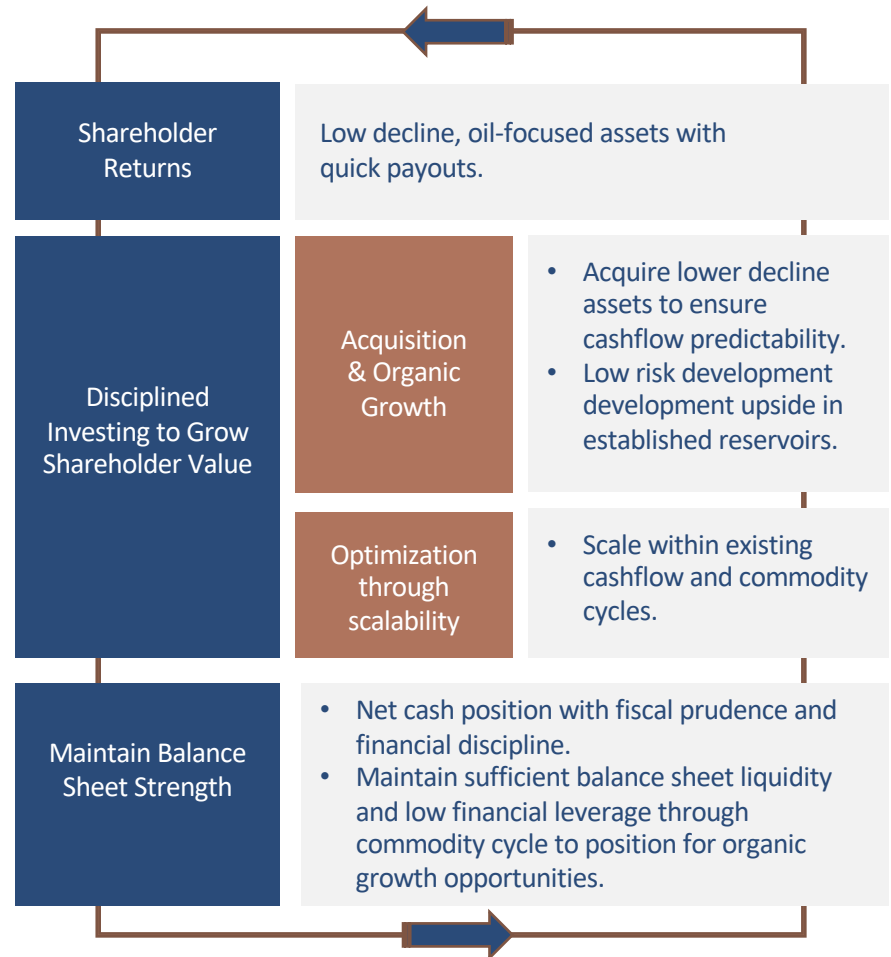 Shareholder
Returns
Low decline, oil-focused assets with
quick payouts.
Disciplined
Investing to Grow
Shareholder Value
Acquisition
& Organic
Growth
• Acquire lower decline
assets to ensure
cashflow predictability.
• Low risk development
development upside in
established reservoirs.
Optimization
through
scalability
• Scale within existing
cashflow and commodity
cycles.
Maintain Balance
Sheet Strength
• Net cash position with fiscal prudence and
financial discipline.
• Maintain sufficient balance sheet liquidity
and low financial leverage through
commodity cycle to position for organic
growth opportunities.